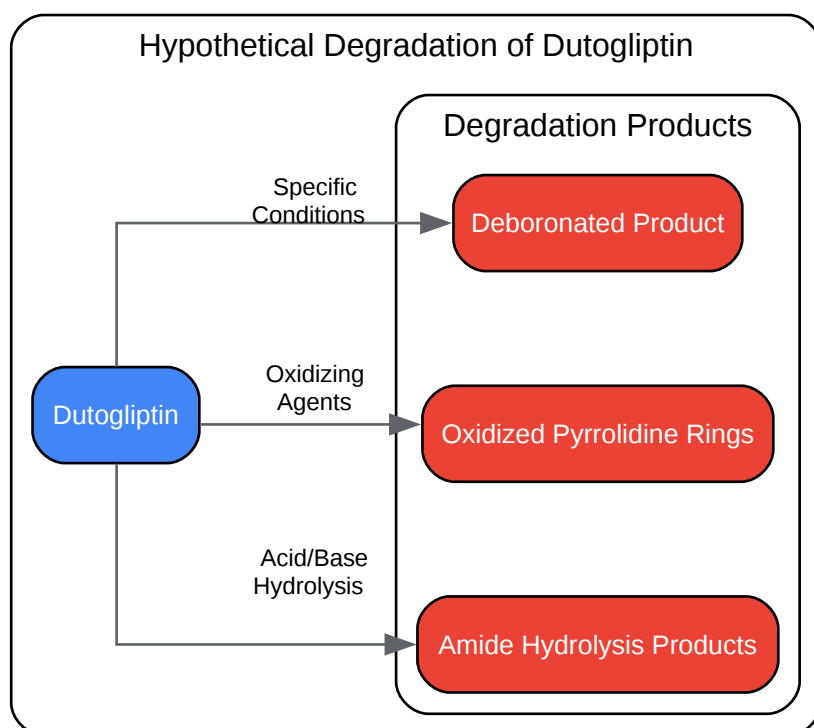 Hypothetical Degradation of Dutogliptin
Degradation Products
Specific
Conditions
Deboronated Product
Dutogliptin
Oxidizing
Agents
Oxidized Pyrrolidine Rings
Acid/Base
Hydrolysis
Amide Hydrolysis Products